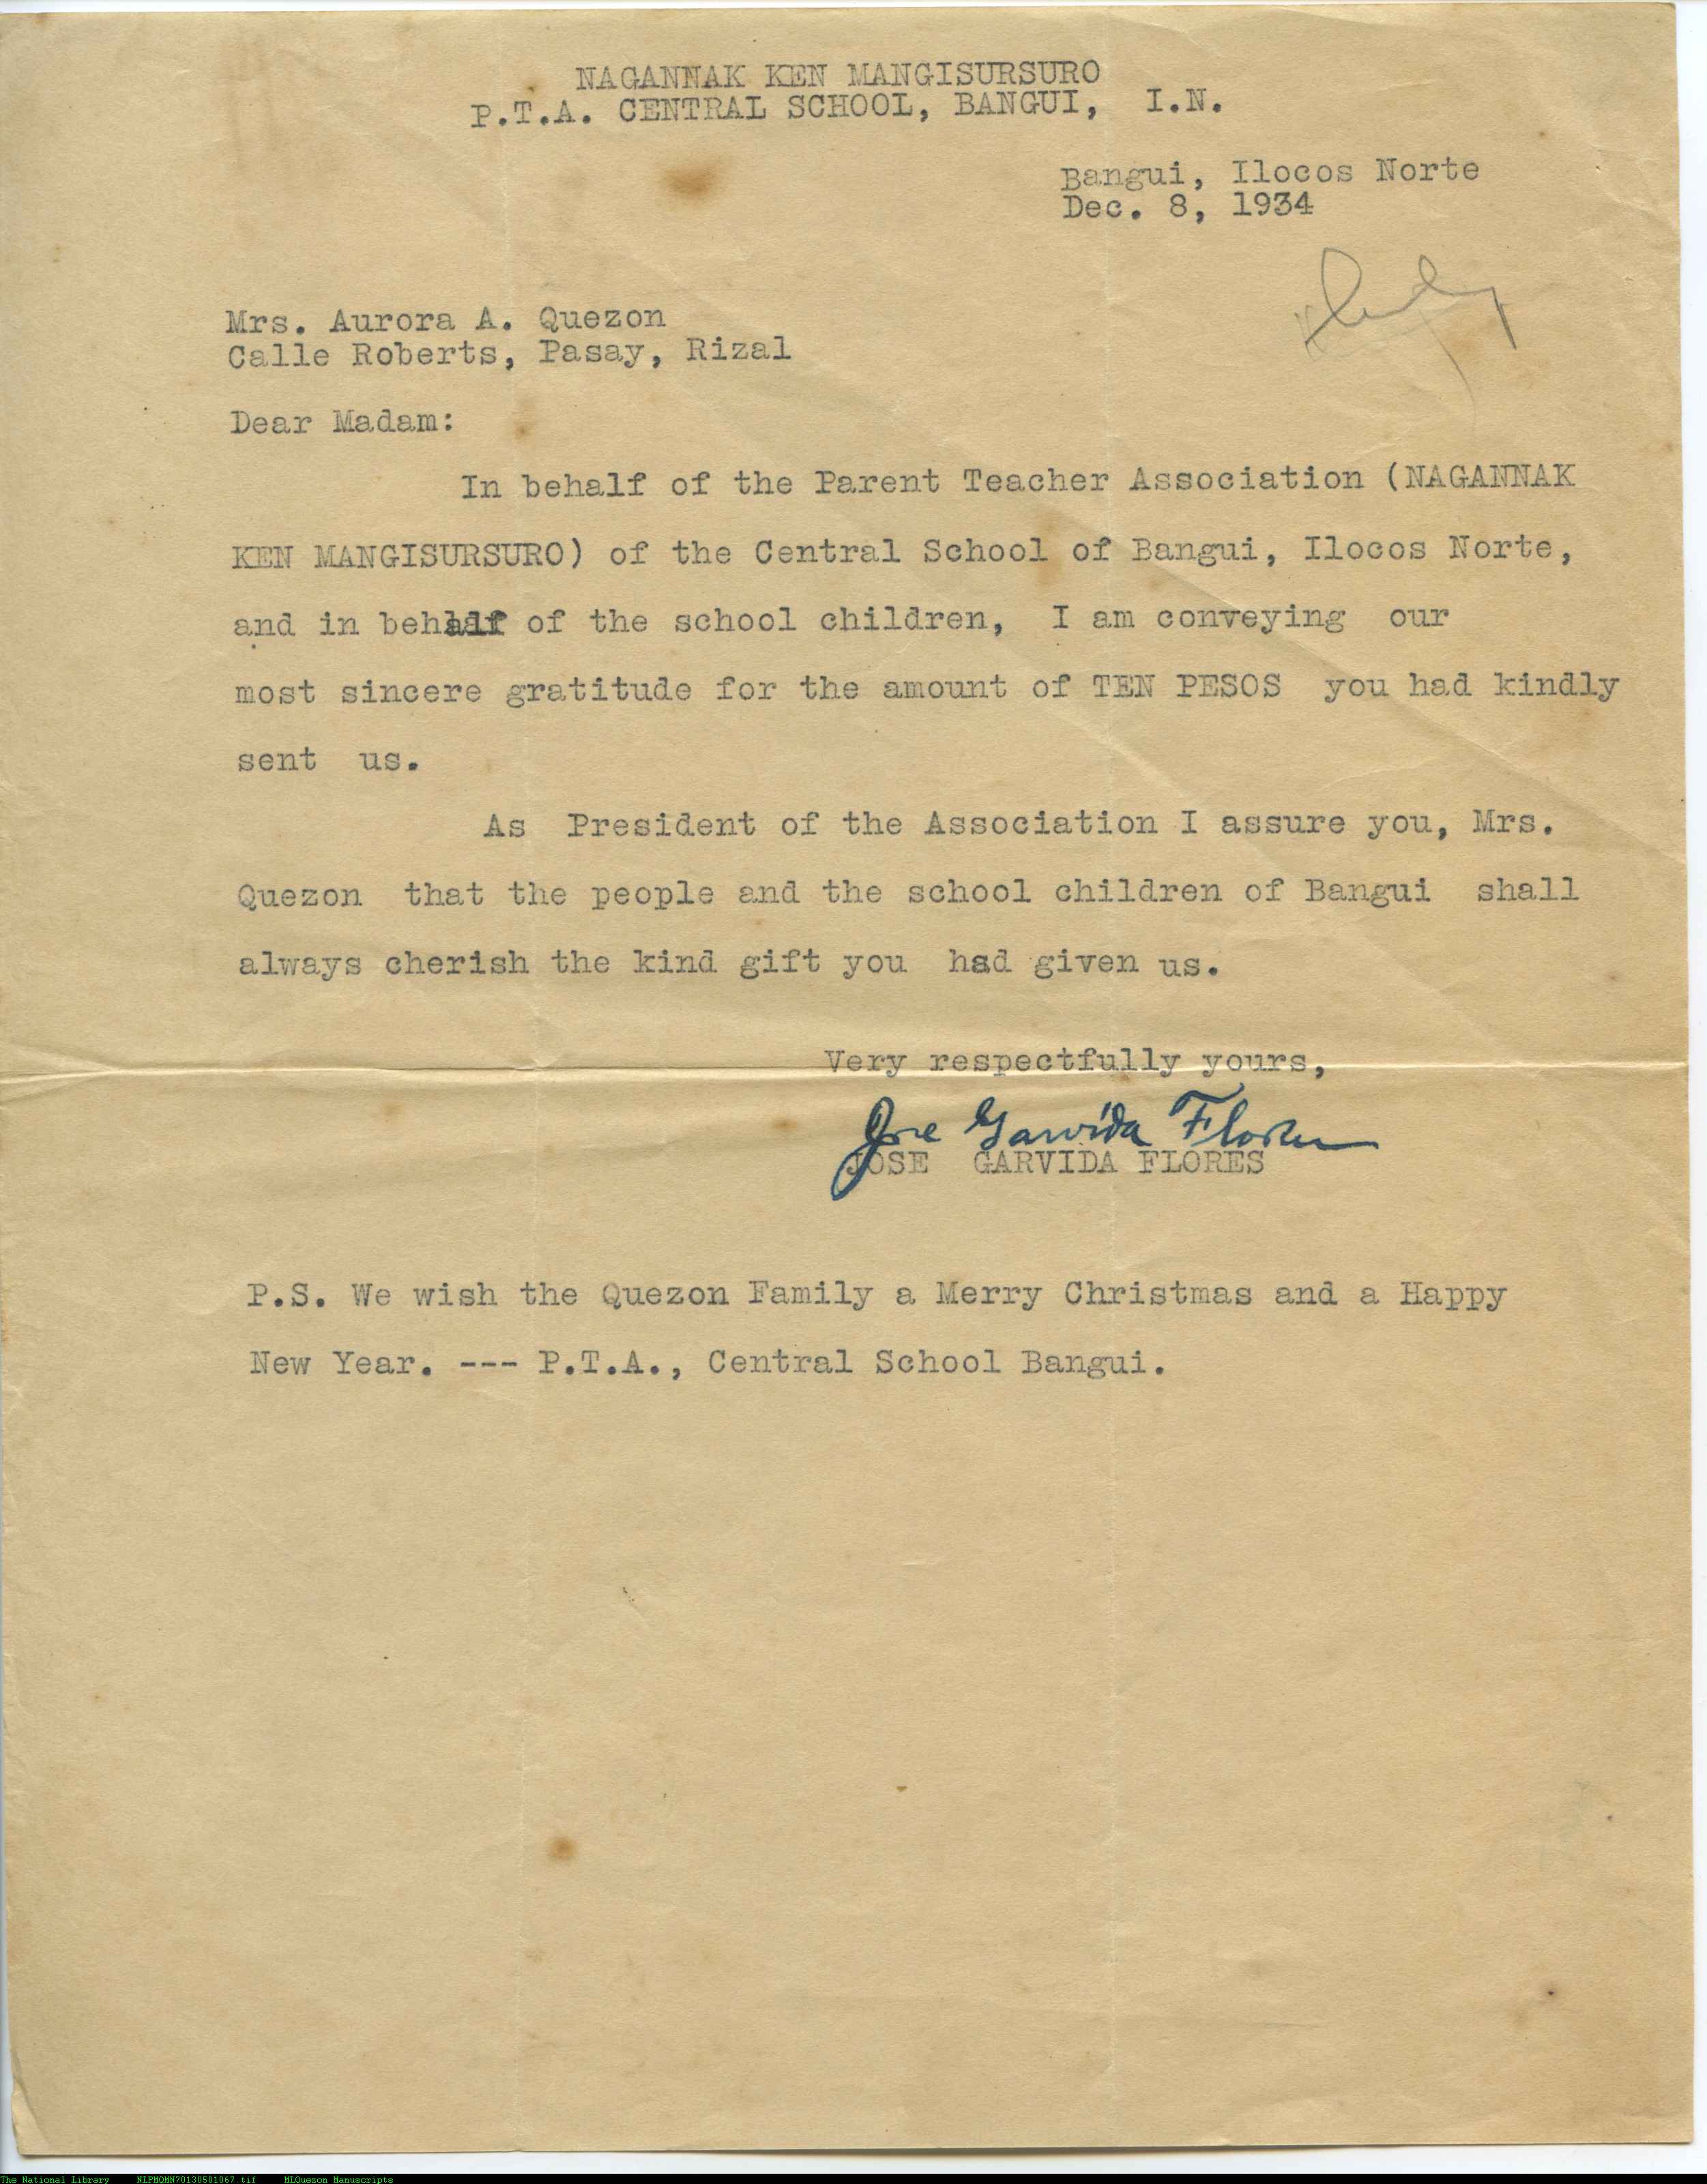 NAGANNAK KEN MANGISURSURO
P.T.A. CENTRAL SCHOOL, BANGUI, I.N.
Bangui, Ilocos Norte
Dec. 8, 1934
Mrs. Aurora A. Quezon
Calle Roberts, Pasay, Rizal
Dear Madam:
In behalf of the Parent Teacher Association (NAGANNAK
KEN MANGISURSURO) of the Central School of Bangui, Ilocos Norte,
and in behalf of the school children, I am conveying our
most sincere gratitude for the amount of TEN PESOS you had kindly
sent us.
As President of the Association I assure you, Mrs.
Quezon that the people and the school children of Bangui shall
always cherish the kind gift you had given us.
Very respectfully yours,
Jose Garvida Flores
JOSE GARVIDA FLORES
P.S. We wish the Quezon Family a Merry Christmas and a Happy
New Year. --- P.T.A., Central School Bangui.
The National Library NLPMQMN70130501067.tif MLQuezon Manuscripts